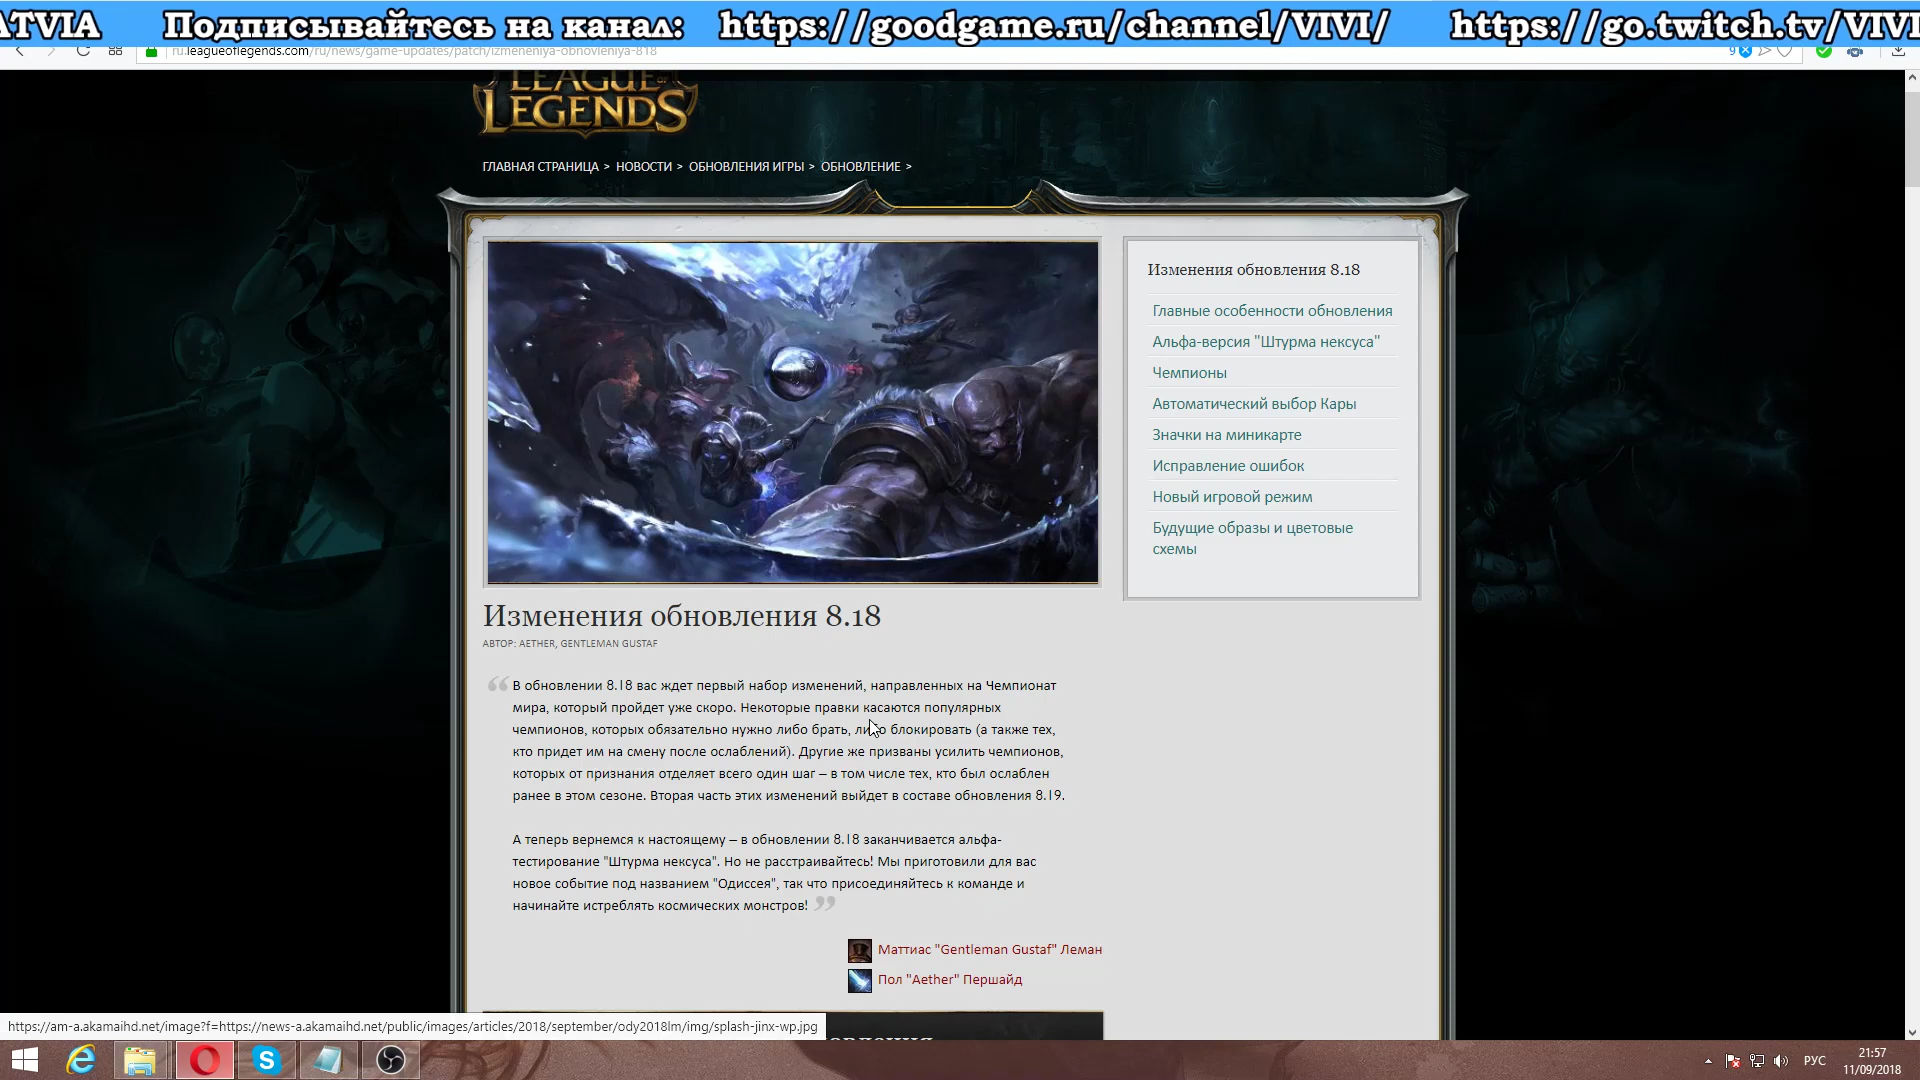 ATVIA Подписывайтесь на канал: https://goodgame.ru/channel/VIVI/ https://go.twitch.tv/VIVI
ru.leagueoflegends.com/ru/news/game-updates/patch/izmeneniya-obnovleniya-818
9
LEAGUE OF
LEGENDS
ГЛАВНАЯ СТРАНИЦА > НОВОСТИ > ОБНОВЛЕНИЯ ИГРЫ > ОБНОВЛЕНИЕ >
Изменения обновления 8.18
Главные особенности обновления
Альфа-версия "Штурма нексуса"
Чемпионы
Автоматический выбор Кары
Значки на миникарте
Исправление ошибок
Новый игровой режим
Будущие образы и цветовые
схемы
Изменения обновления 8.18
АВТОР: AETHER, GENTLEMAN GUSTAF
“ В обновлении 8.18 вас ждет первый набор изменений, направленных на Чемпионат
мира, который пройдет уже скоро. Некоторые правки касаются популярных
чемпионов, которых обязательно нужно либо брать, либо блокировать (а также тех,
кто придет им на смену после ослаблений). Другие же призваны усилить чемпионов,
которых от признания отделяет всего один шаг – в том числе тех, кто был ослаблен
ранее в этом сезоне. Вторая часть этих изменений выйдет в составе обновления 8.19.
А теперь вернемся к настоящему – в обновлении 8.18 заканчивается альфа-
тестирование "Штурма нексуса". Но не расстраивайтесь! Мы приготовили для вас
новое событие под названием "Одиссея", так что присоединяйтесь к команде и
начинайте истреблять космических монстров! ”
Маттиас "Gentleman Gustaf" Леман
Пол "Aether" Першайд
https://am-a.akamaihd.net/image?f=https://news-a.akamaihd.net/public/images/articles/2018/september/ody2018lm/img/splash-jinx-wp.jpg
РУС
21:57
11/09/2018